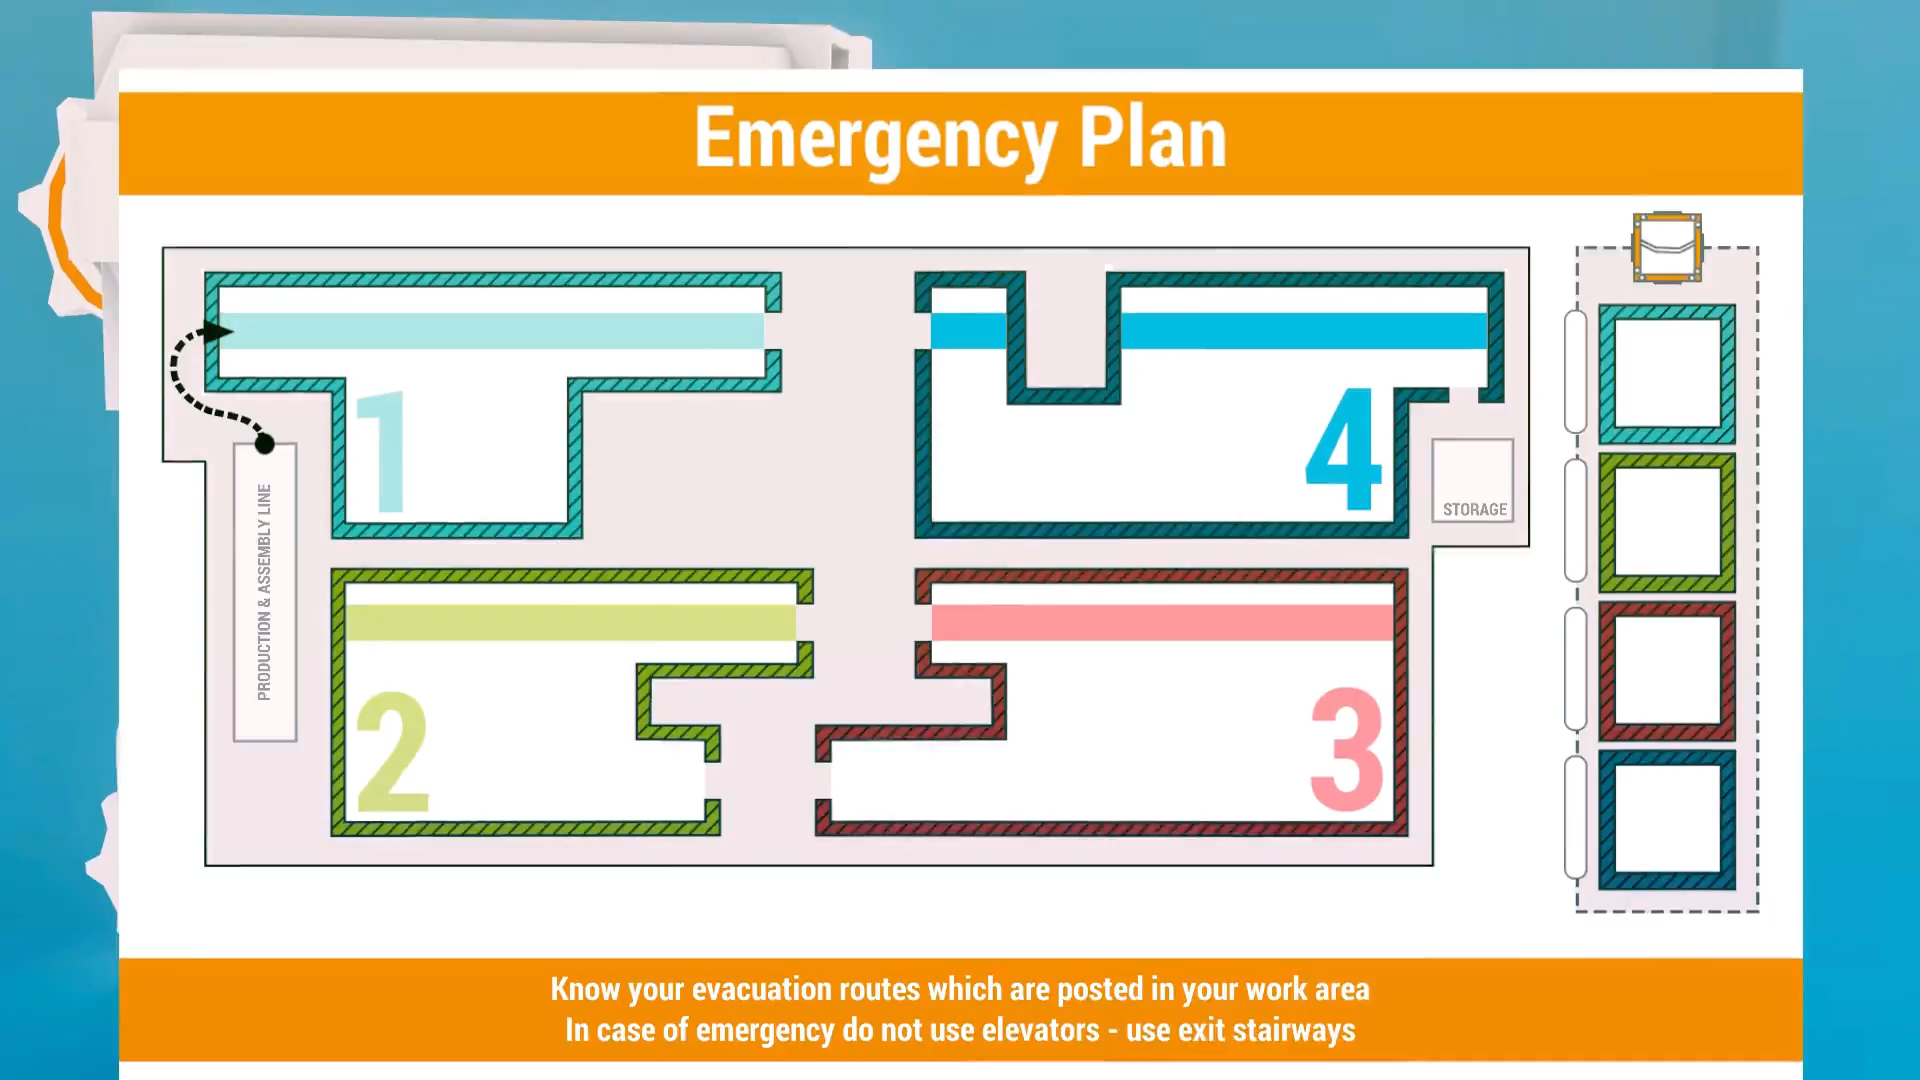 Emergency Plan
1
4
STORAGE
PRODUCTION & ASSEMBLY LINE
2
3
Know your evacuation routes which are posted in your work area
In case of emergency do not use elevators - use exit stairways